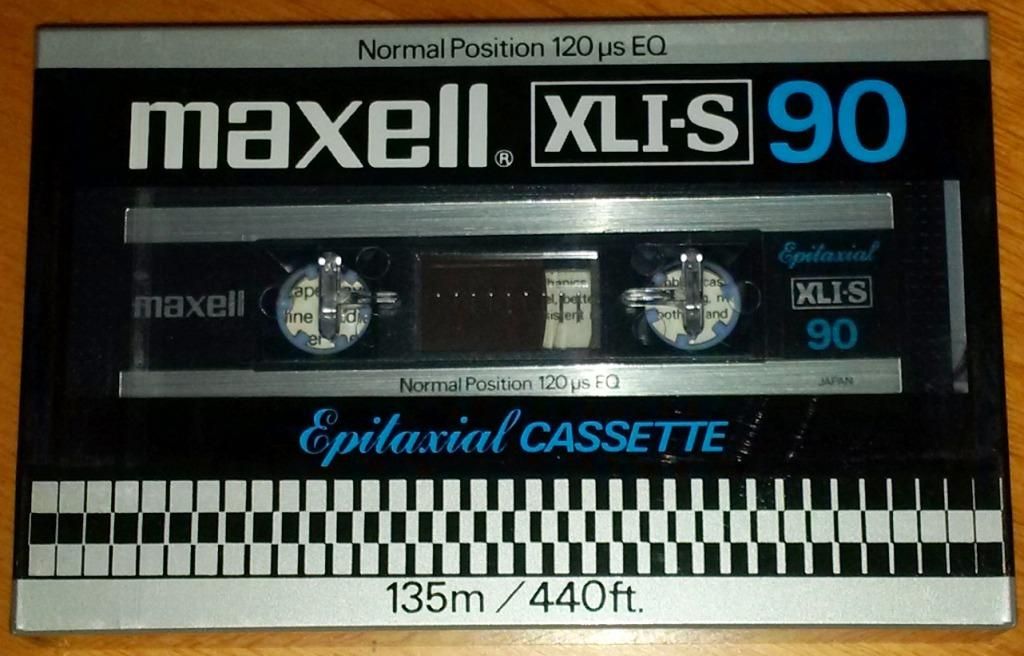 Normal Position 120 µs EQ
maxell® XLI-S 90
Epitaxial
maxell XLI-S
90
Normal Position 120 µs EQ JAPAN
Epitaxial CASSETTE
135m / 440ft.